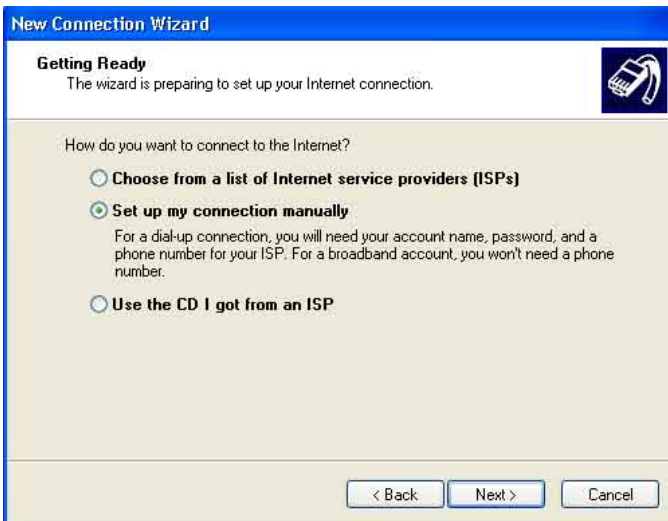 New Connection Wizard
Getting Ready
The wizard is preparing to set up your Internet connection.
How do you want to connect to the Internet?
Choose from a list of Internet service providers (ISPs)
Set up my connection manually
For a dial-up connection, you will need your account name, password, and a
phone number for your ISP. For a broadband account, you won't need a phone
number.
Use the CD I got from an ISP
< Back Next > Cancel